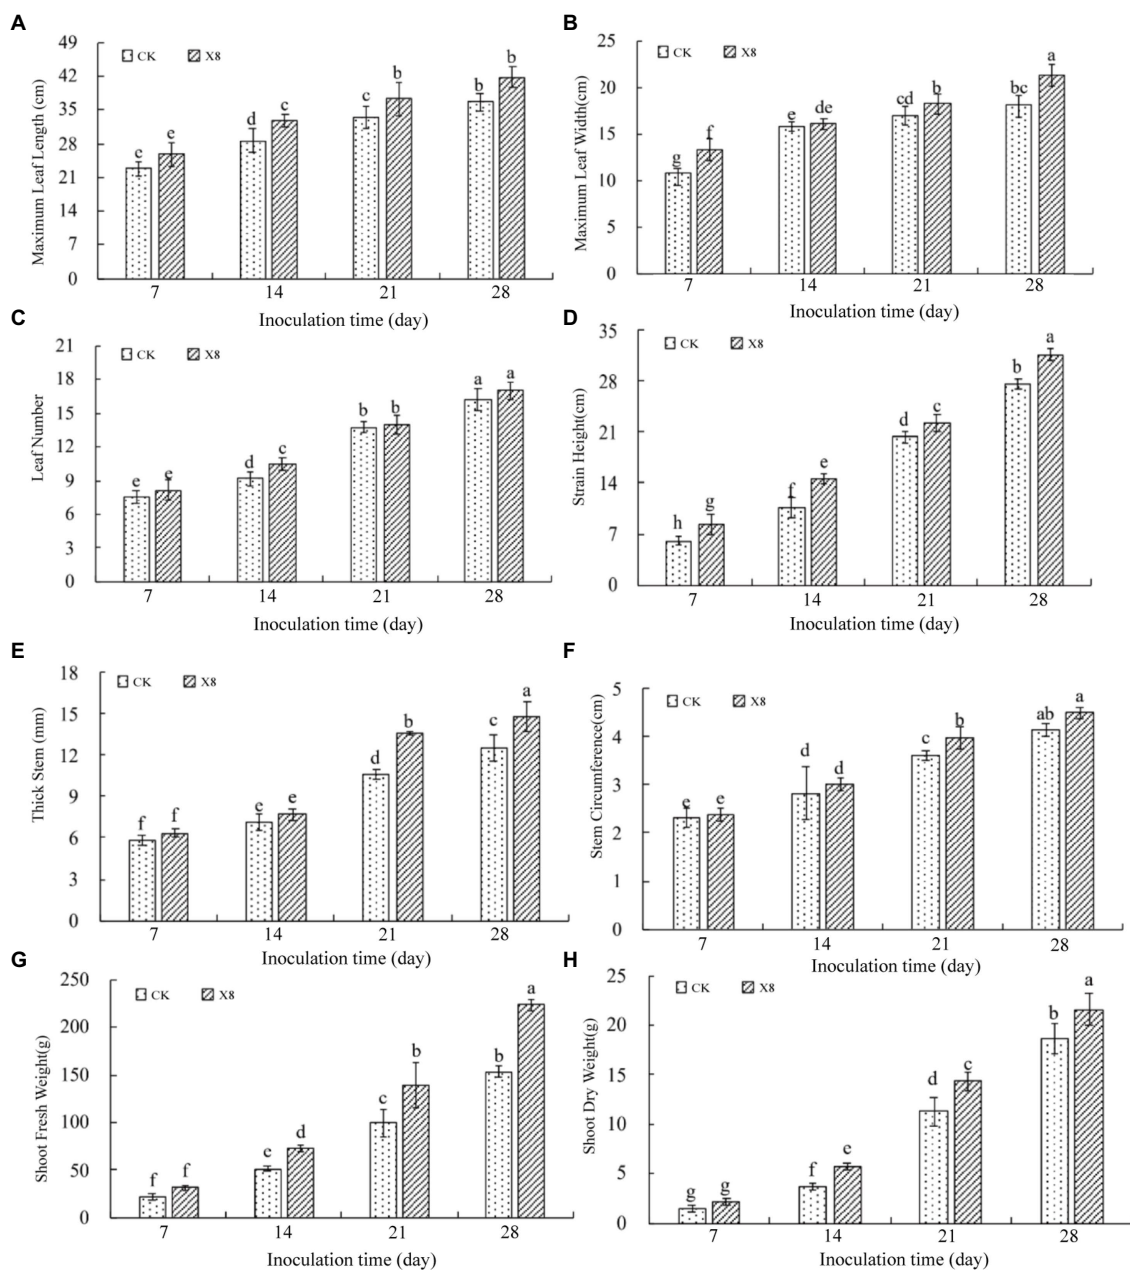 A
Maximum Leaf Length (cm)
49
42
35
28
21
14
7
0
CK X8
c e d c c b b b
7 14 21 28
Inoculation time (day)
B
Maximum Leaf Width(cm)
25
20
15
10
5
0
CK X8
g f e de cd b bc a
7 14 21 28
Inoculation time (day)
C
Leaf Number
21
18
15
12
9
6
3
0
CK X8
e e d c b b a a
7 14 21 28
Inoculation time (day)
D
Strain Height(cm)
35
28
21
14
7
0
CK X8
h g f e d c b a
7 14 21 28
Inoculation time (day)
E
Thick Stem (mm)
18
15
12
9
6
3
0
CK X8
f f e e d b c a
7 14 21 28
Inoculation time (day)
F
Stem Circumference(cm)
5
4
3
2
1
0
CK X8
e e d d c b ab a
7 14 21 28
Inoculation time (day)
G
Shoot Fresh Weight(g)
250
200
150
100
50
0
CK X8
f f e d c b b a
7 14 21 28
Inoculation time (day)
H
Shoot Dry Weight(g)
25
20
15
10
5
0
CK X8
g g f e d c b a
7 14 21 28
Inoculation time (day)